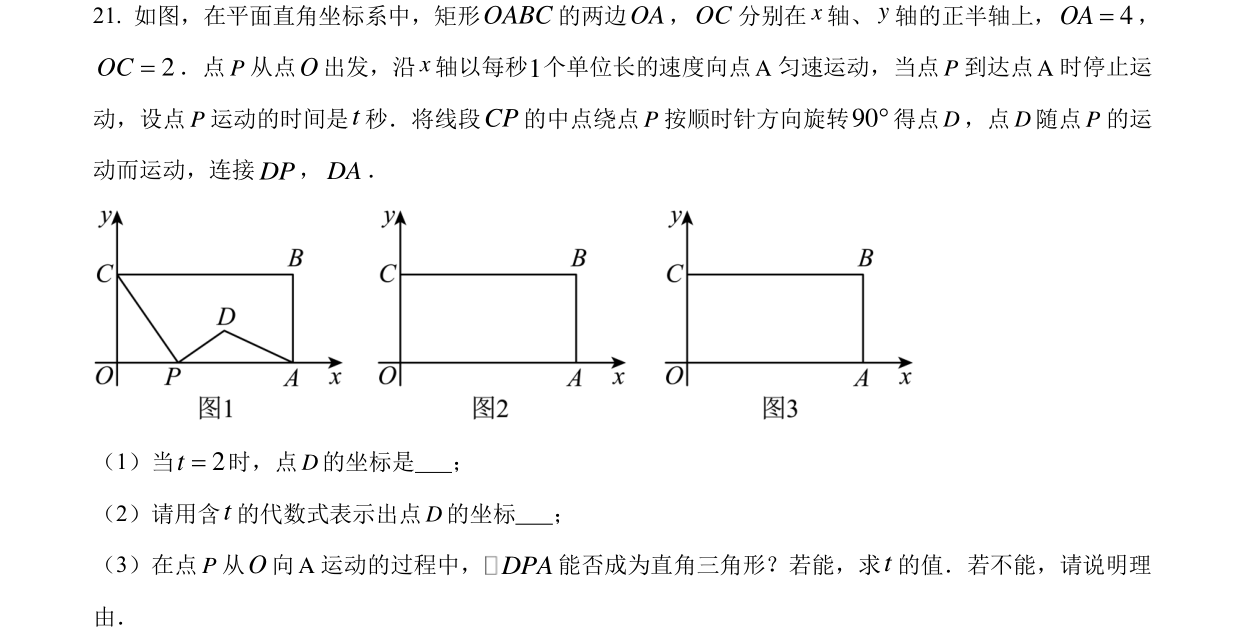 21. 如图，在平面直角坐标系中，矩形OABC的两边OA，OC分别在x轴、y轴的正半轴上，OA=4，
OC=2．点P从点O出发，沿x轴以每秒1个单位长的速度向点A匀速运动，当点P到达点A时停止运
动，设点P运动的时间是t秒．将线段CP的中点绕点P按顺时针方向旋转90°得点D，点D随点P的运
动而运动，连接DP，DA．
y C B D O P A x
图1
y C B O A x
图2
y C B O A x
图3
（1）当t=2时，点D的坐标是___；
（2）请用含t的代数式表示出点D的坐标___；
（3）在点P从O向A运动的过程中，□DPA能否成为直角三角形？若能，求t的值．若不能，请说明理
由．